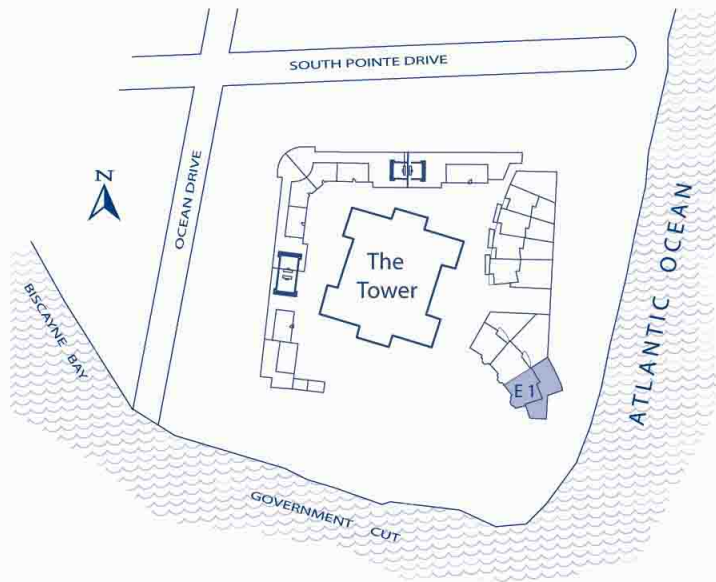 SOUTH POINTE DRIVE
OCEAN DRIVE
N
The
Tower
ATLANTIC OCEAN
BISCAYNE BAY
E 1
GOVERNMENT CUT